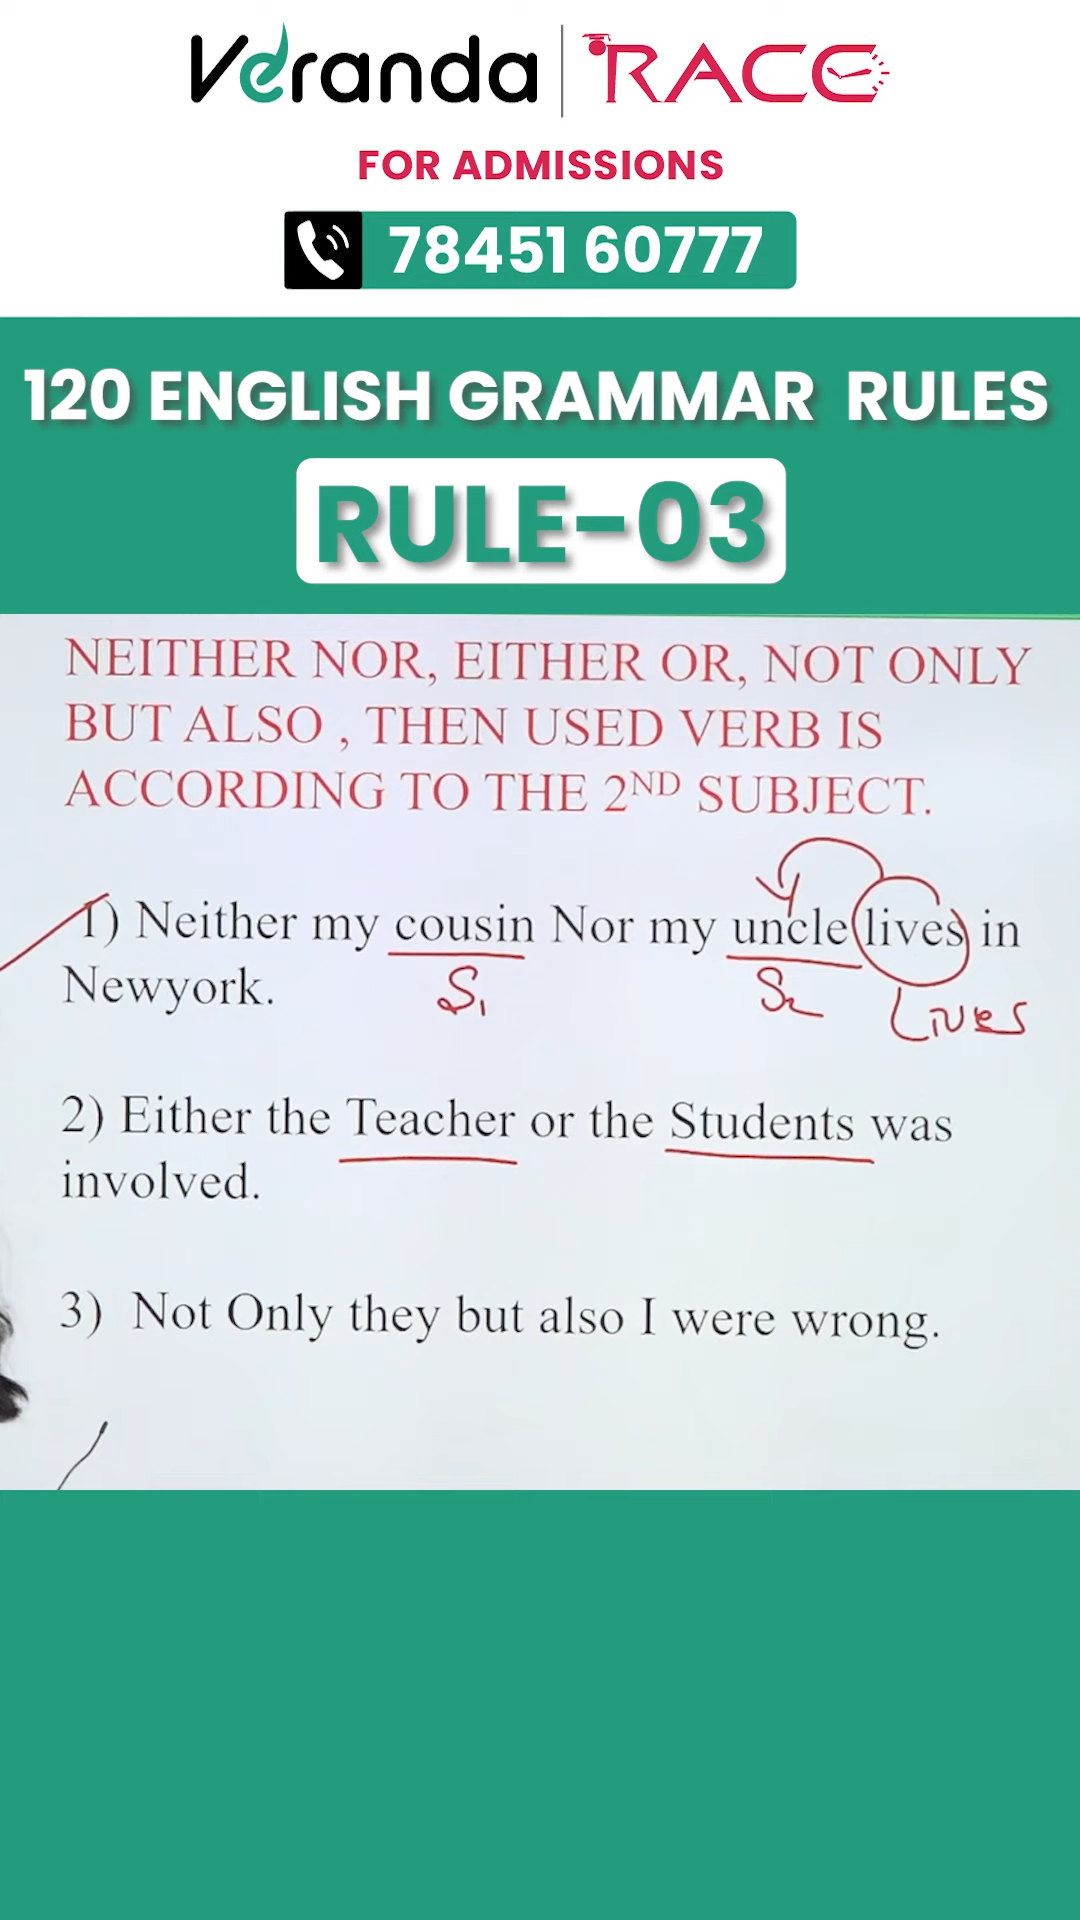 Veranda RACE
FOR ADMISSIONS
78451 60777
120 ENGLISH GRAMMAR RULES
RULE-03
NEITHER NOR, EITHER OR, NOT ONLY
BUT ALSO , THEN USED VERB IS
ACCORDING TO THE 2ND SUBJECT.
1) Neither my cousin Nor my uncle lives in
Newyork.
S1 S2 Lives
2) Either the Teacher or the Students was
involved.
3) Not Only they but also I were wrong.